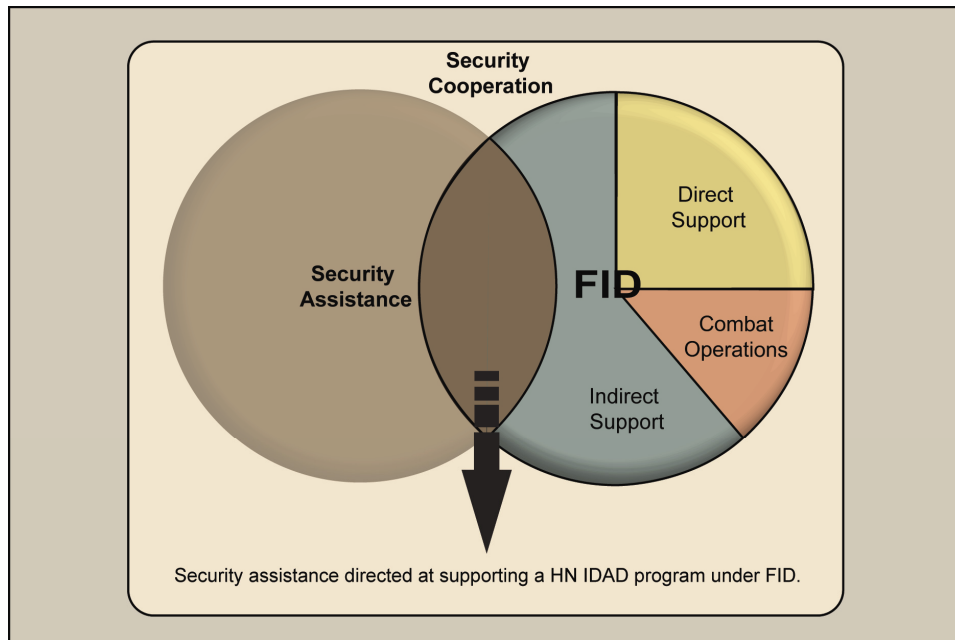 Security
Cooperation
Direct
Support
Security
Assistance
FID
Combat
Operations
Indirect
Support
Security assistance directed at supporting a HN IDAD program under FID.